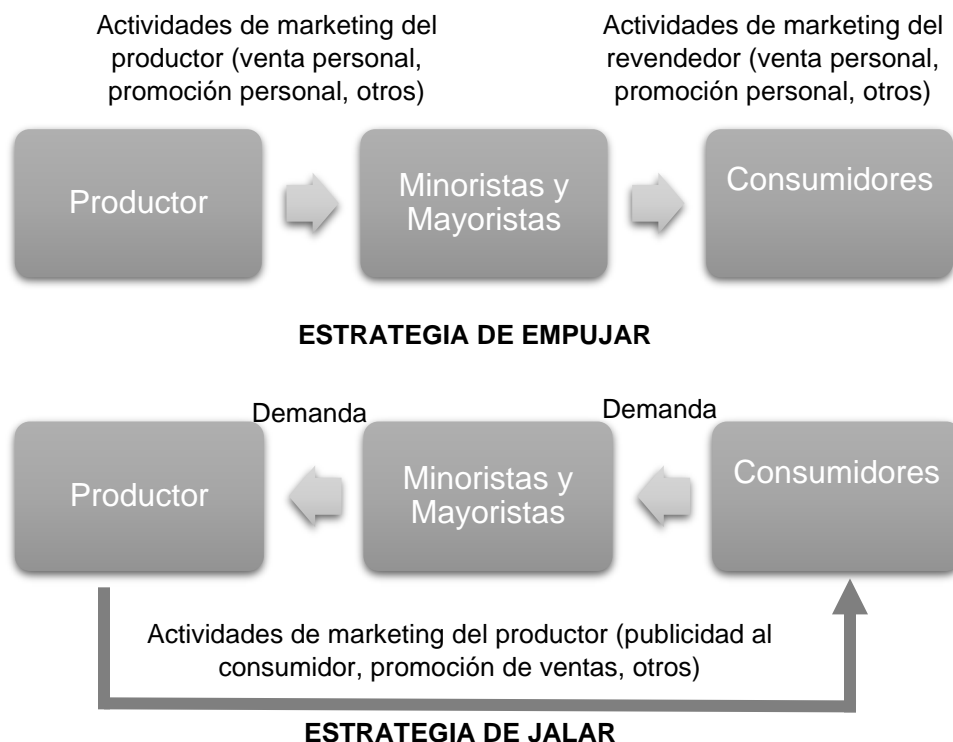 Actividades de marketing del
productor (venta personal,
promoción personal, otros)
Actividades de marketing del
revendedor (venta personal,
promoción personal, otros)
Productor
Minoristas y
Mayoristas
Consumidores
ESTRATEGIA DE EMPUJAR
Demanda
Demanda
Productor
Minoristas y
Mayoristas
Consumidores
Actividades de marketing del productor (publicidad al
consumidor, promoción de ventas, otros)
ESTRATEGIA DE JALAR